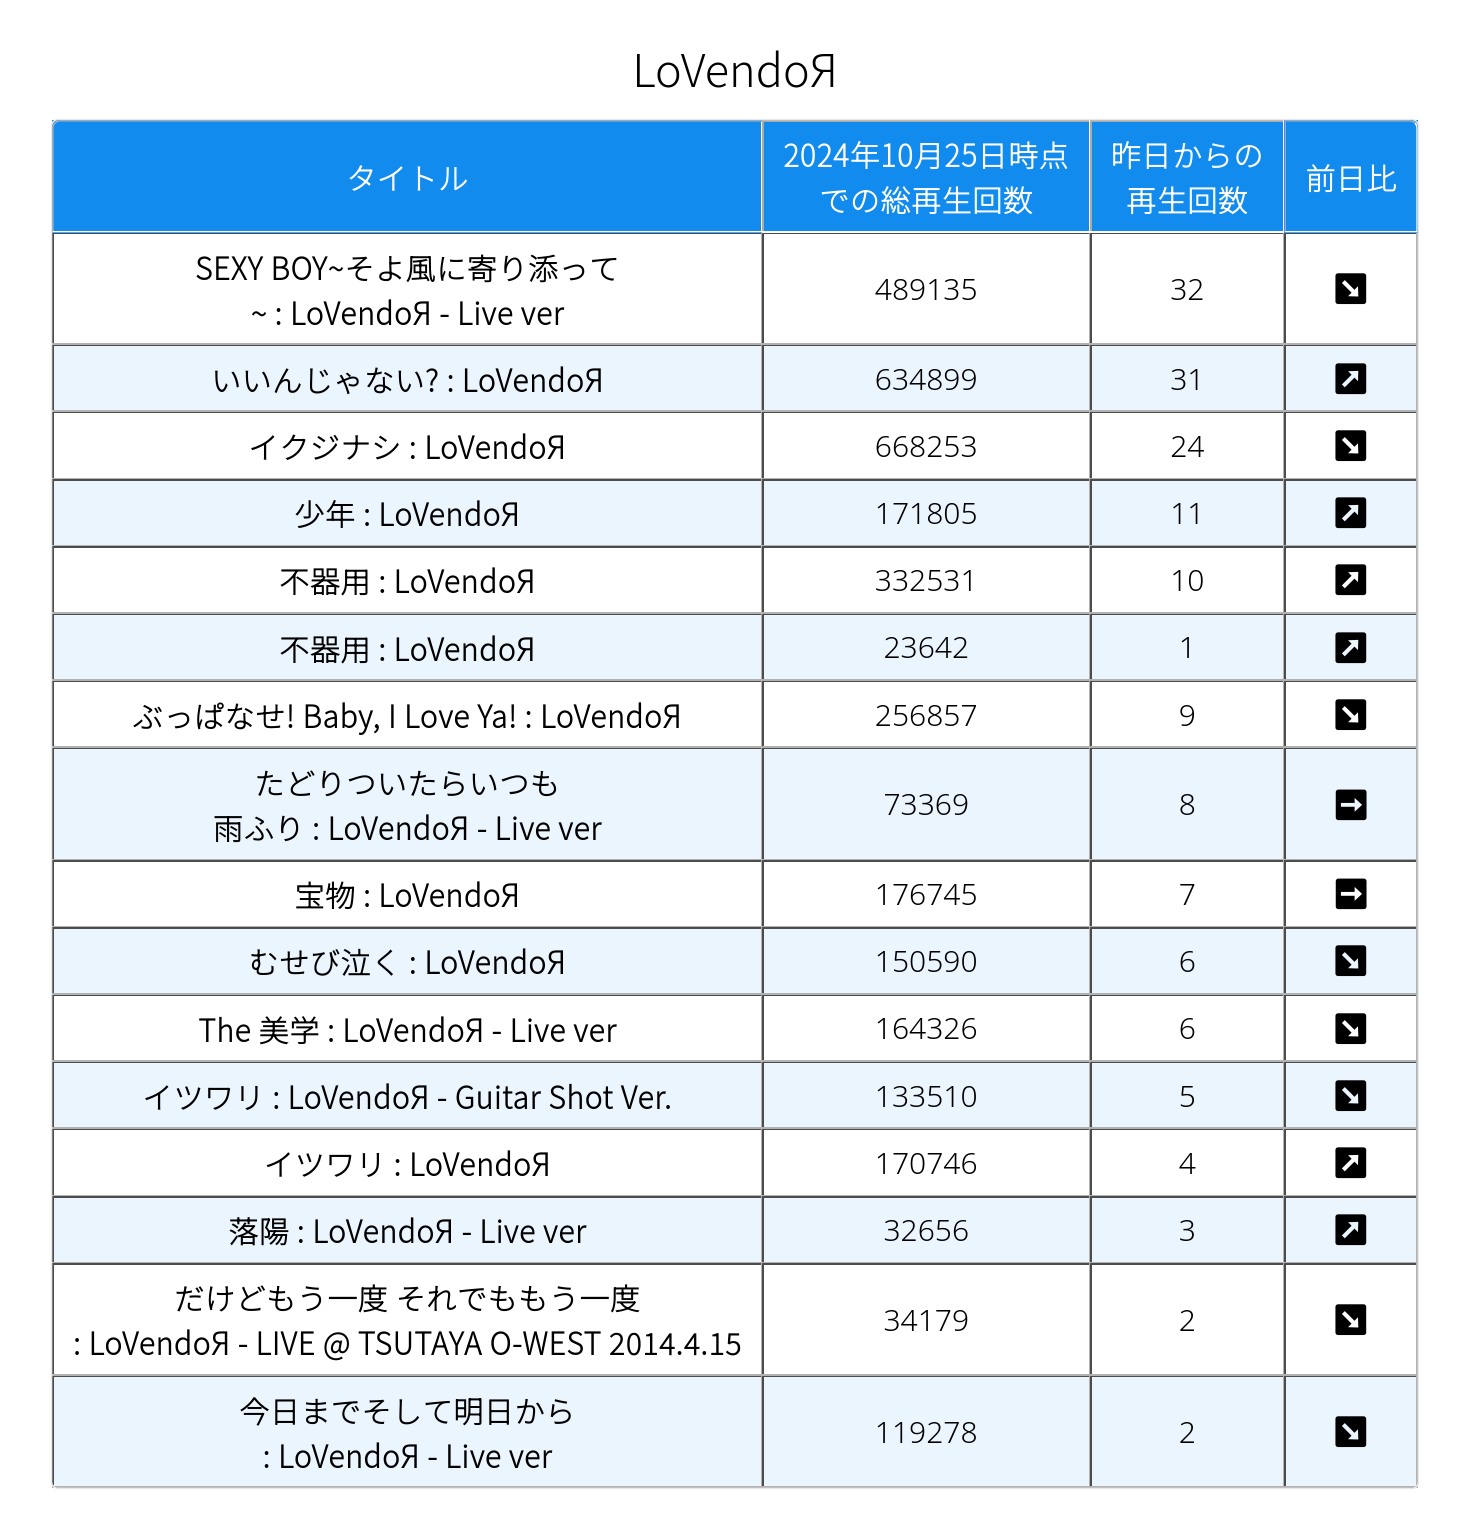 LoVendoЯ
タイトル
2024年10月25日時点
での総再生回数
昨日からの
再生回数
前日比
SEXY BOY~そよ風に寄り添って
~ : LoVendoЯ - Live ver
489135
32
いいんじゃない? : LoVendoЯ
634899
31
イクジナシ : LoVendoЯ
668253
24
少年 : LoVendoЯ
171805
11
不器用 : LoVendoЯ
332531
10
不器用 : LoVendoЯ
23642
1
ぶっぱなせ! Baby, I Love Ya! : LoVendoЯ
256857
9
たどりついたらいつも
雨ふり : LoVendoЯ - Live ver
73369
8
宝物 : LoVendoЯ
176745
7
むせび泣く : LoVendoЯ
150590
6
The 美学 : LoVendoЯ - Live ver
164326
6
イツワリ : LoVendoЯ - Guitar Shot Ver.
133510
5
イツワリ : LoVendoЯ
170746
4
落陽 : LoVendoЯ - Live ver
32656
3
だけどもう一度 それでももう一度
: LoVendoЯ - LIVE @ TSUTAYA O-WEST 2014.4.15
34179
2
今日までそして明日から
: LoVendoЯ - Live ver
119278
2